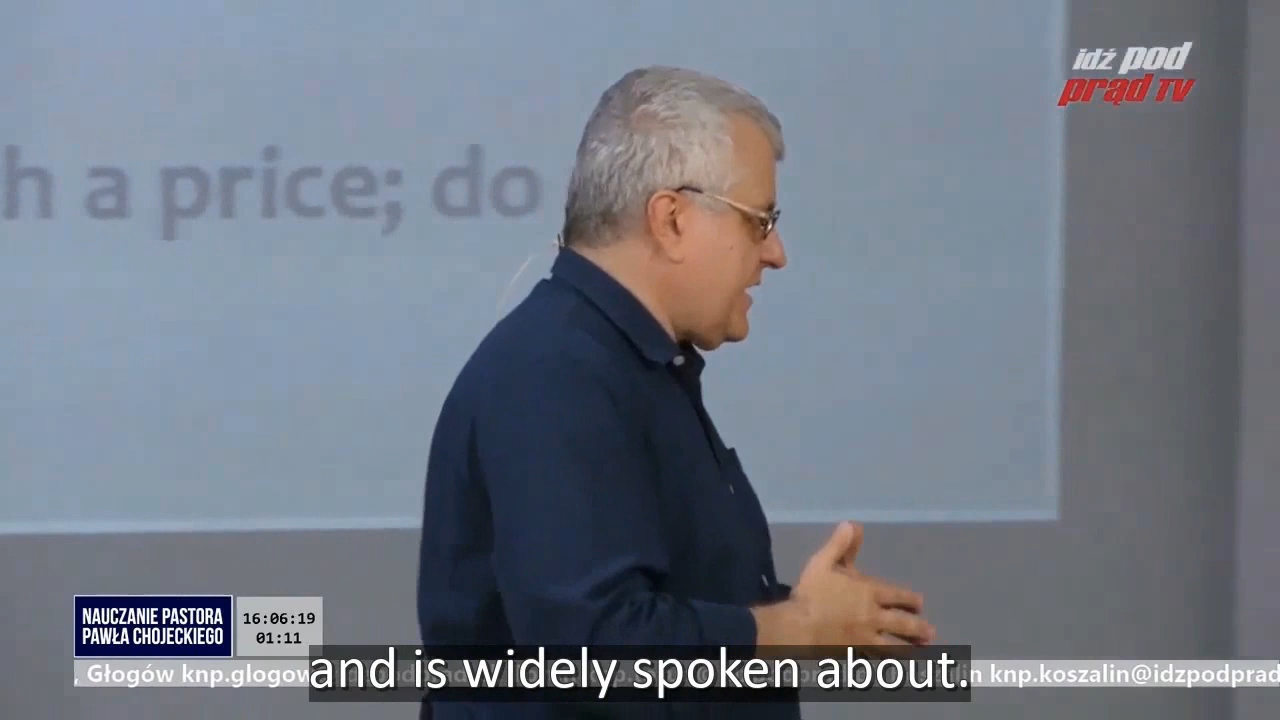 idź pod
prąd TV
h a price; do
NAUCZANIE PASTORA
PAWŁA CHOJECKIEGO
16:06:19
01:11
and is widely spoken about.
, Głogów knp.glogow
knp.koszalin@idzpodprad